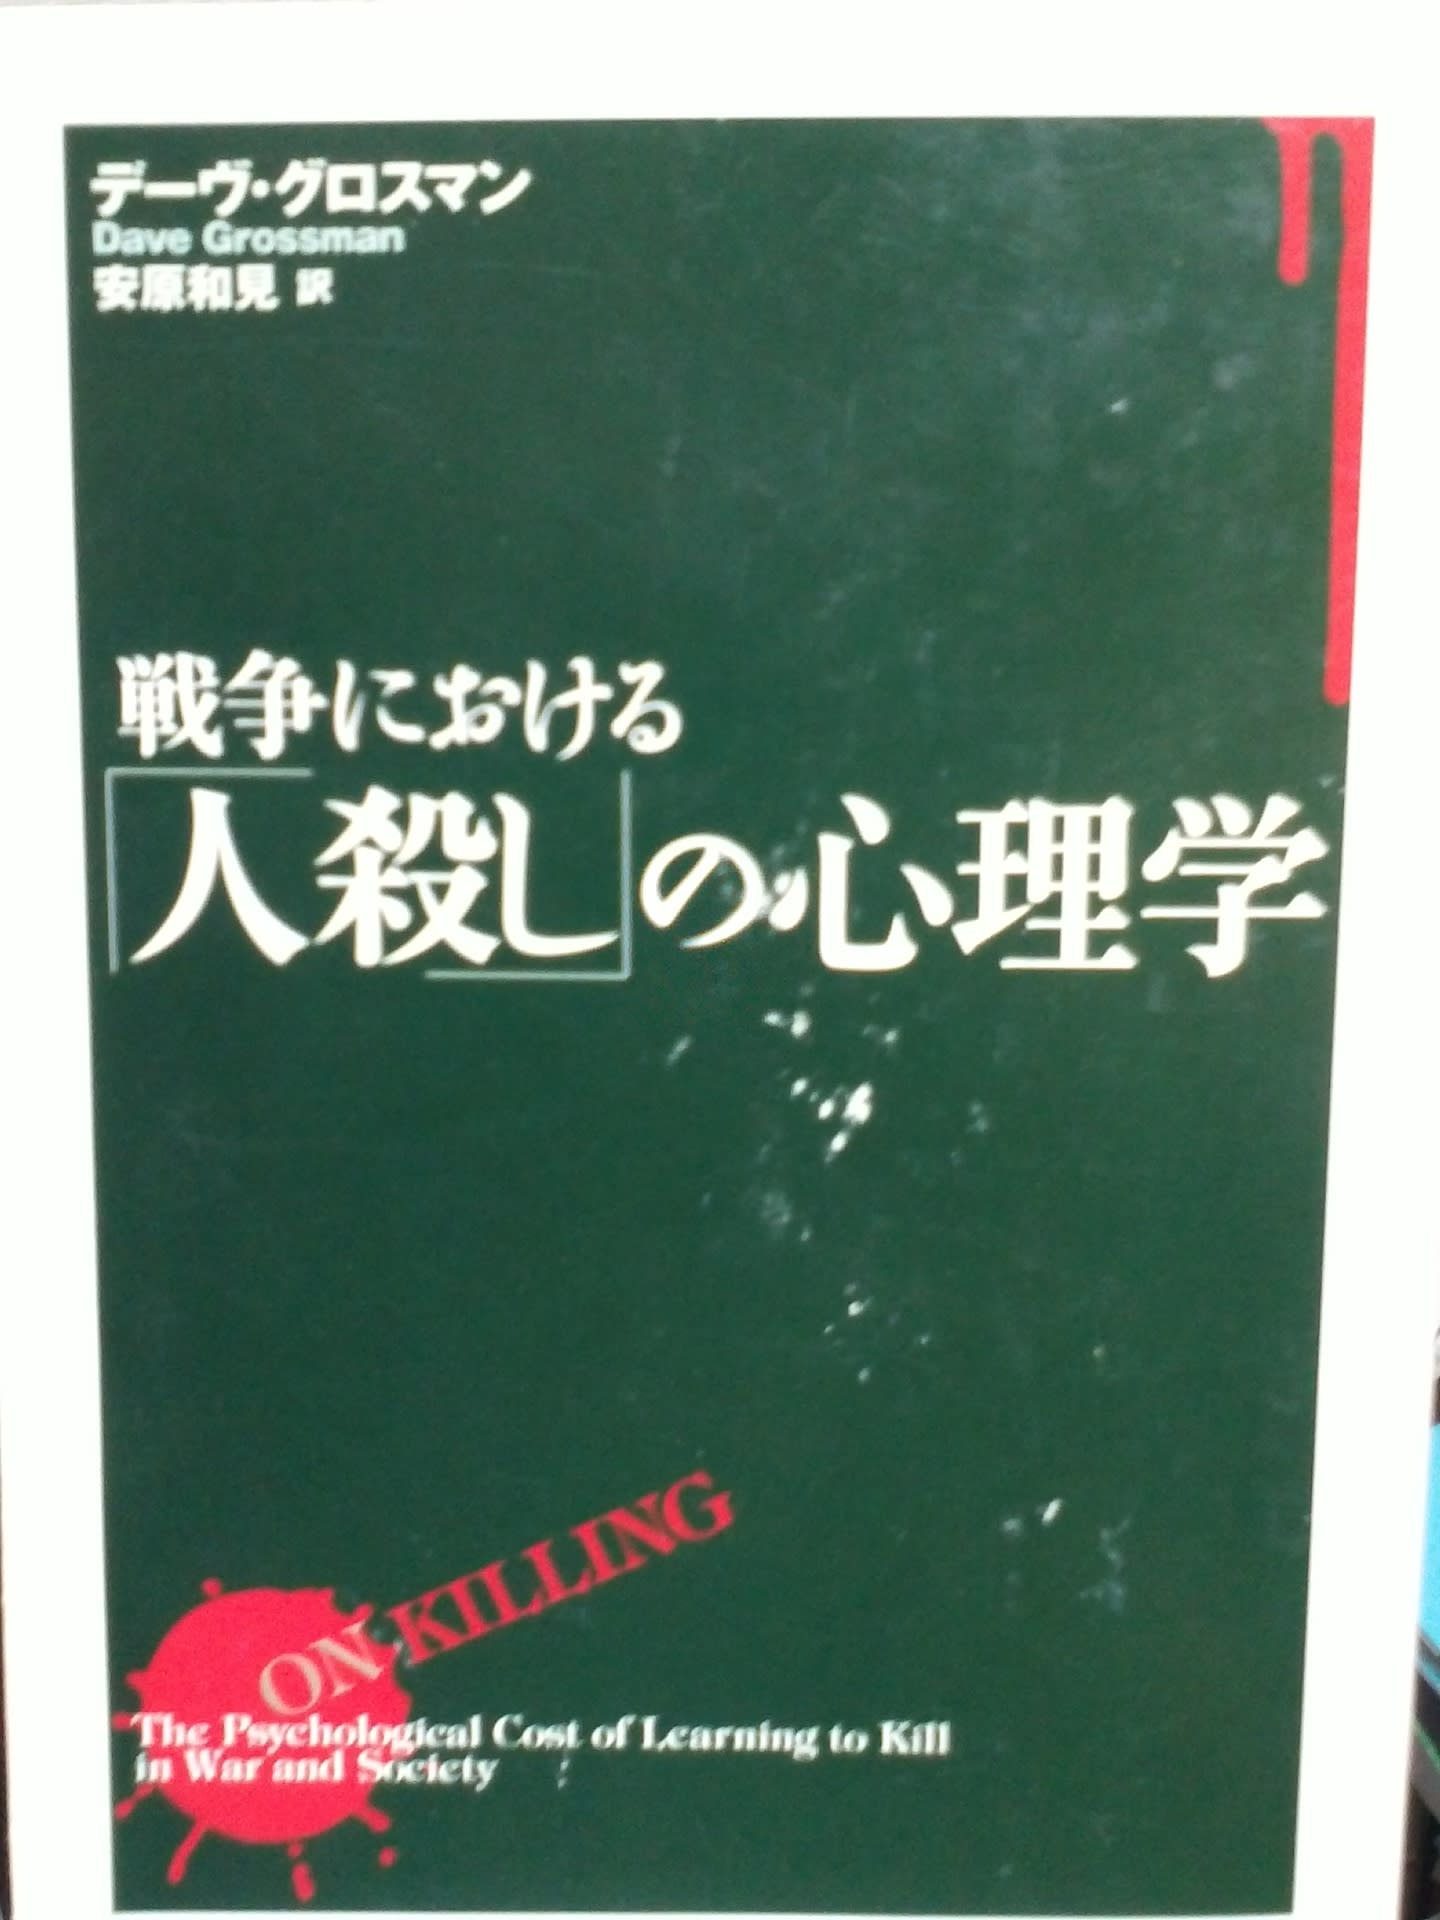 デーヴ・グロスマン
Dave Grossman
安原和見 訳
戦争における
「人殺し」の心理学
ON KILLING
The Psychological Cost of Learning to Kill
in War and Society